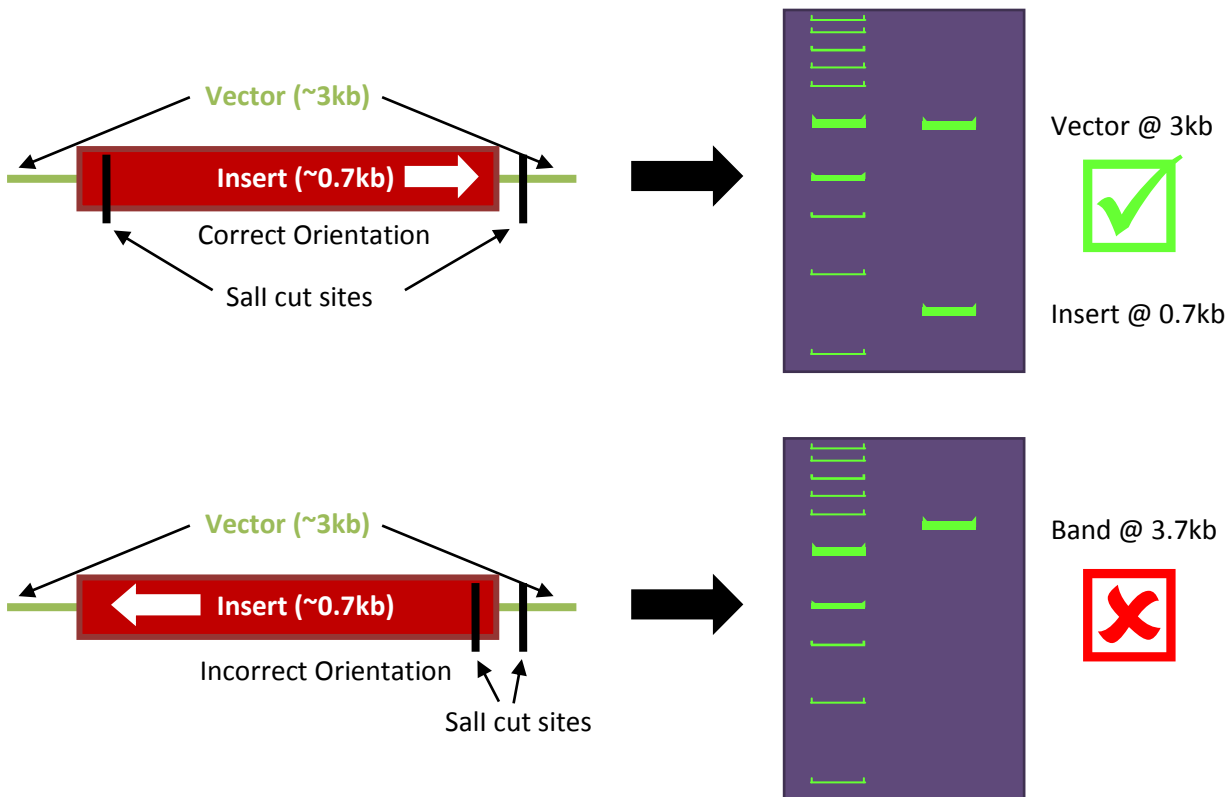 Vector (~3kb)
Insert (~0.7kb)
Correct Orientation
SalI cut sites
Vector @ 3kb
Insert @ 0.7kb
Vector (~3kb)
Insert (~0.7kb)
Incorrect Orientation
SalI cut sites
Band @ 3.7kb